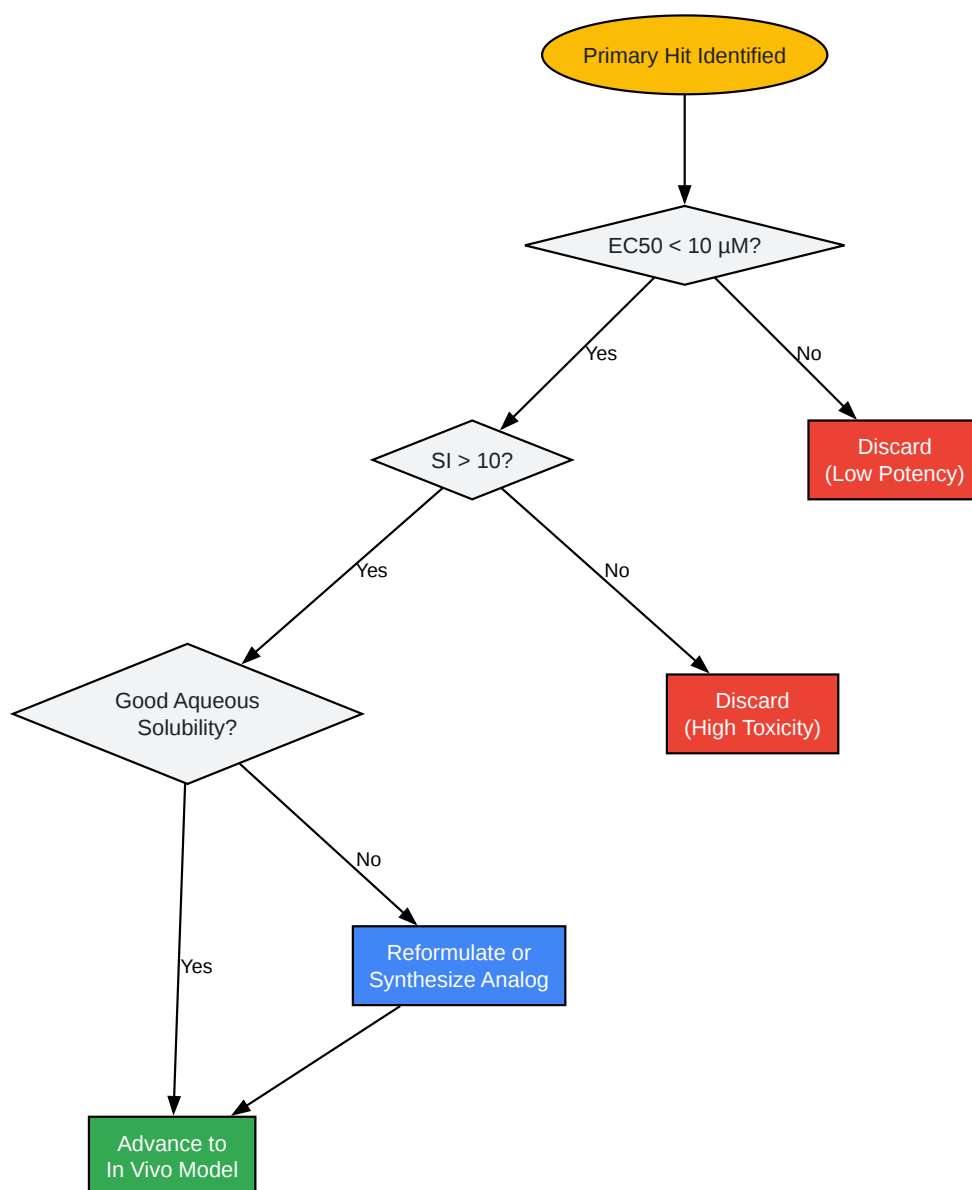 Primary Hit Identified
EC50 < 10 µM?
Yes
No
SI > 10?
Discard
(Low Potency)
Yes
No
Good Aqueous
Solubility?
Discard
(High Toxicity)
No
Yes
Reformulate or
Synthesize Analog
Advance to
In Vivo Model